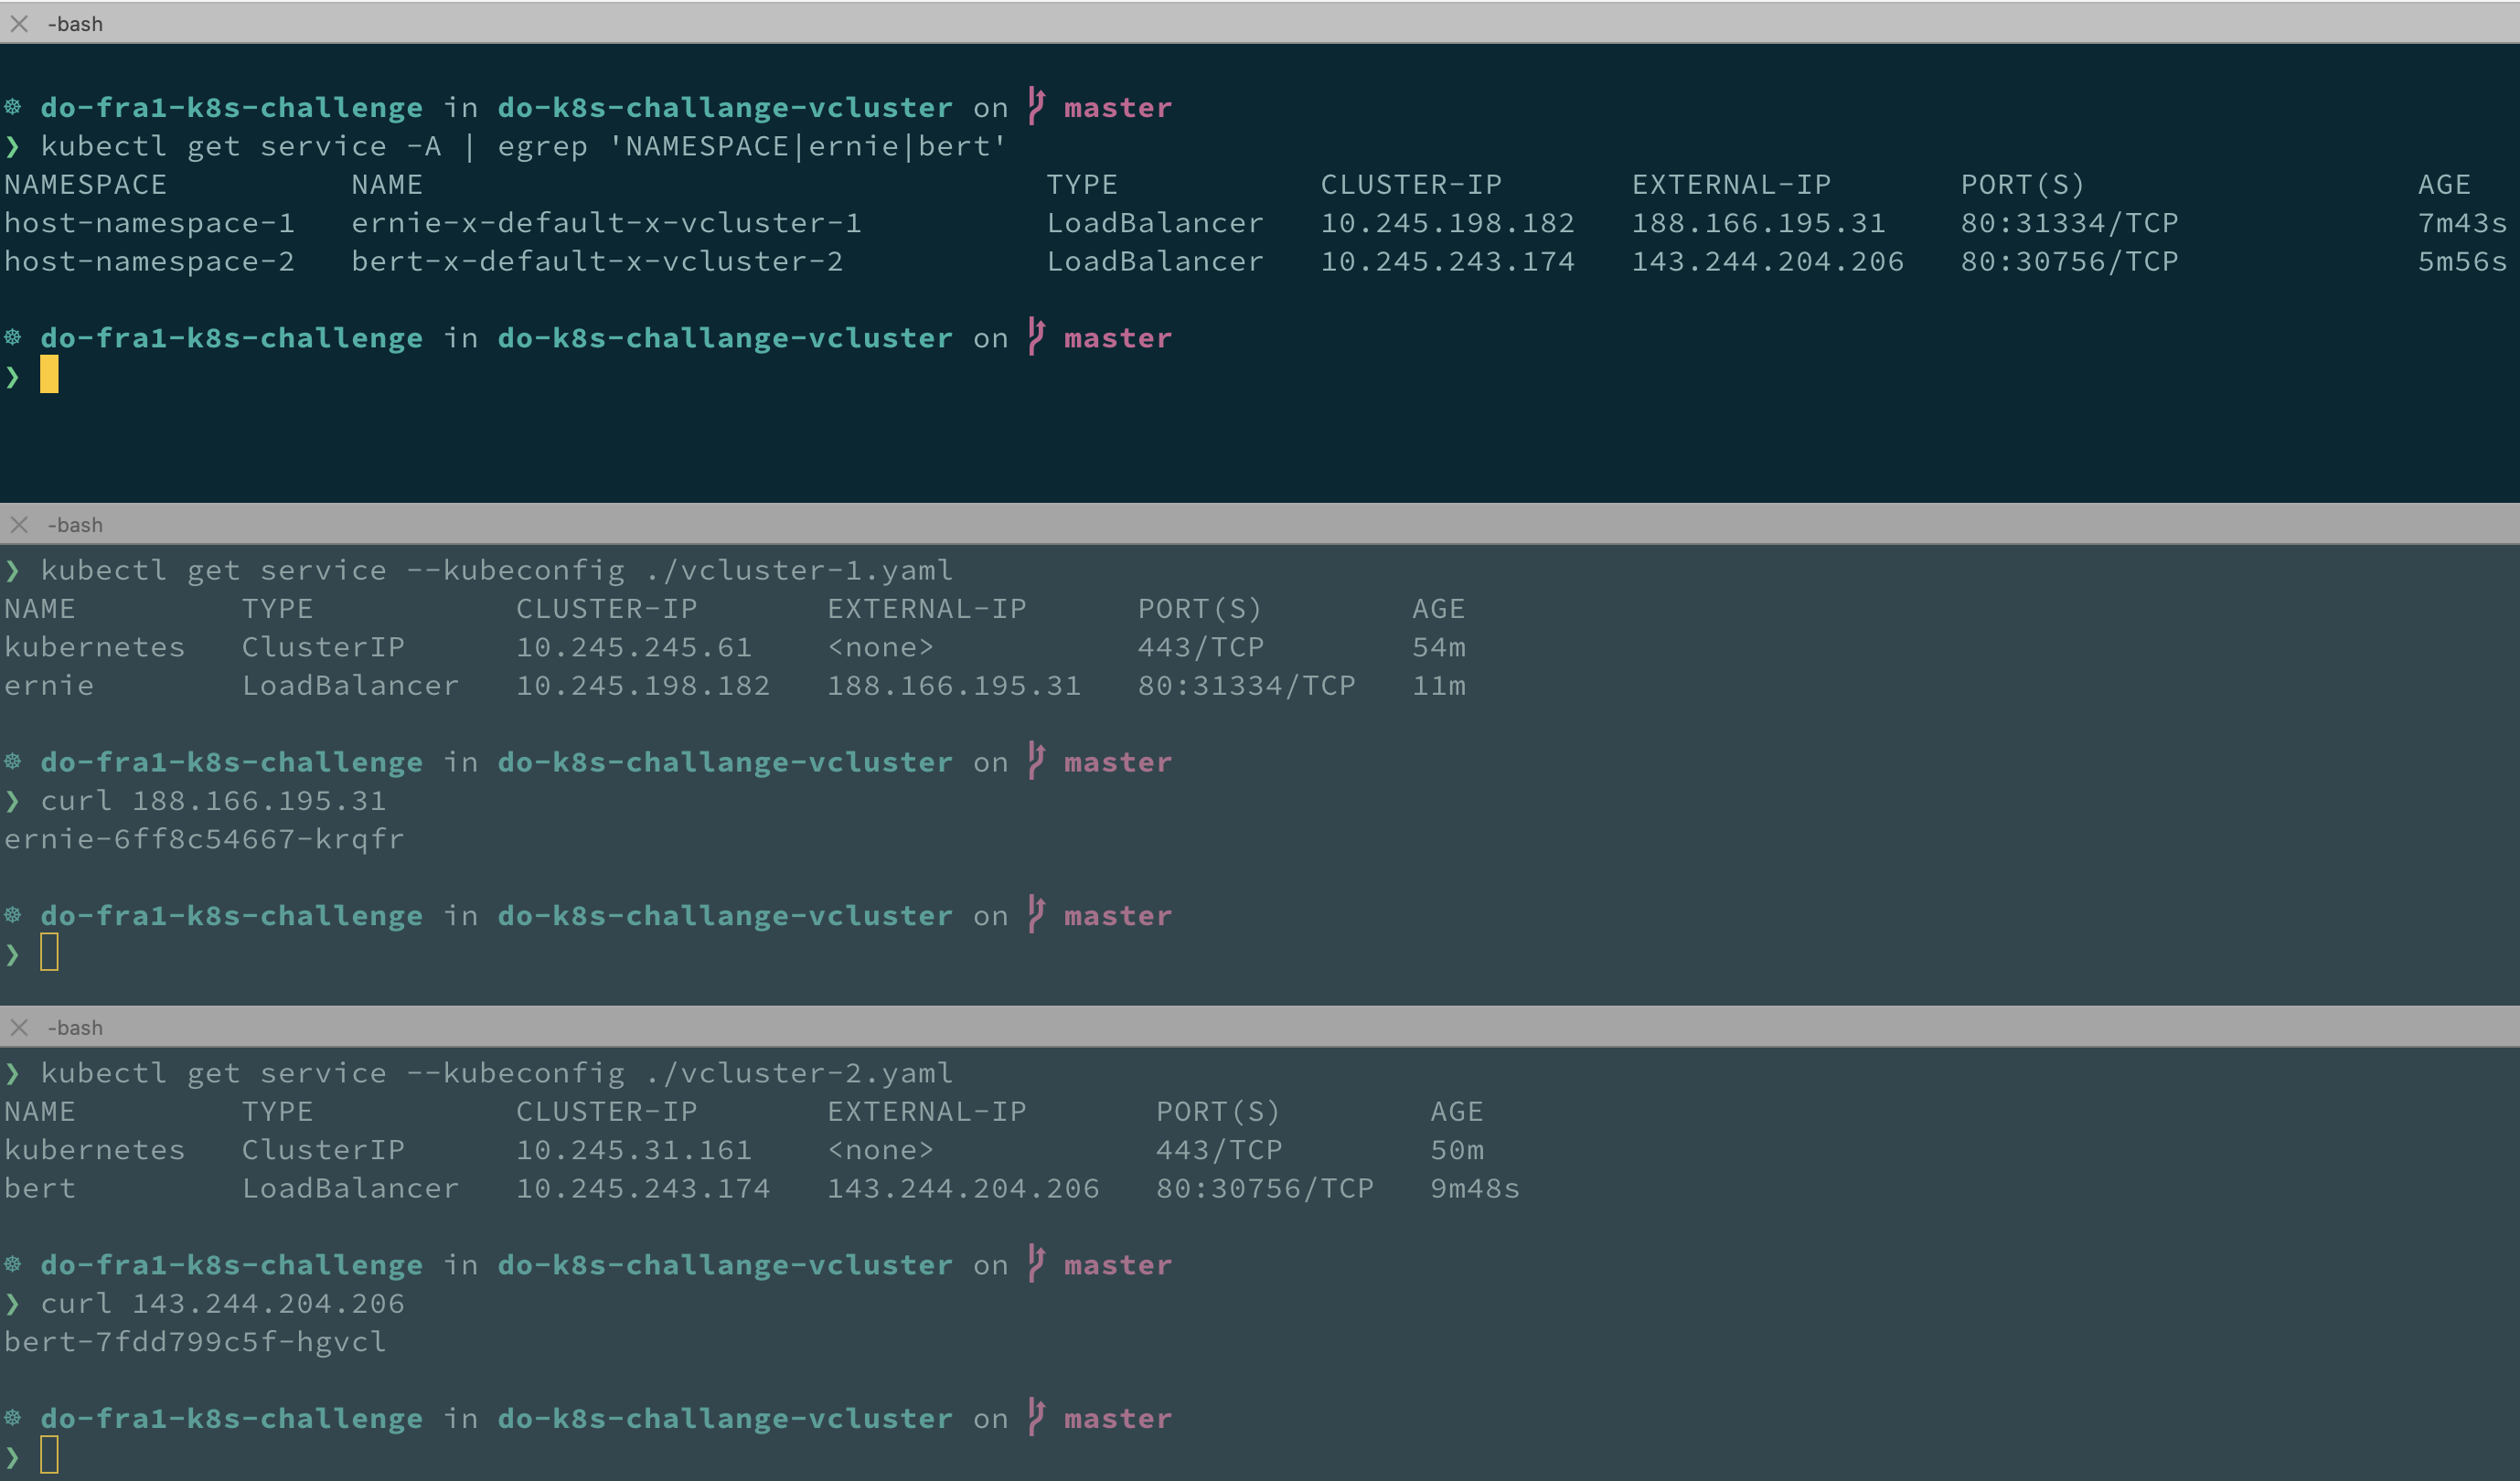 -bash
☸ do-fra1-k8s-challenge in do-k8s-challange-vcluster on master
❯ kubectl get service -A | egrep 'NAMESPACE|ernie|bert'
NAMESPACE NAME TYPE CLUSTER-IP EXTERNAL-IP PORT(S) AGE
host-namespace-1 ernie-x-default-x-vcluster-1 LoadBalancer 10.245.198.182 188.166.195.31 80:31334/TCP 7m43s
host-namespace-2 bert-x-default-x-vcluster-2 LoadBalancer 10.245.243.174 143.244.204.206 80:30756/TCP 5m56s
☸ do-fra1-k8s-challenge in do-k8s-challange-vcluster on master
❯
-bash
❯ kubectl get service --kubeconfig ./vcluster-1.yaml
NAME TYPE CLUSTER-IP EXTERNAL-IP PORT(S) AGE
kubernetes ClusterIP 10.245.245.61 <none> 443/TCP 54m
ernie LoadBalancer 10.245.198.182 188.166.195.31 80:31334/TCP 11m
☸ do-fra1-k8s-challenge in do-k8s-challange-vcluster on master
❯ curl 188.166.195.31
ernie-6ff8c54667-krqfr
☸ do-fra1-k8s-challenge in do-k8s-challange-vcluster on master
❯
-bash
❯ kubectl get service --kubeconfig ./vcluster-2.yaml
NAME TYPE CLUSTER-IP EXTERNAL-IP PORT(S) AGE
kubernetes ClusterIP 10.245.31.161 <none> 443/TCP 50m
bert LoadBalancer 10.245.243.174 143.244.204.206 80:30756/TCP 9m48s
☸ do-fra1-k8s-challenge in do-k8s-challange-vcluster on master
❯ curl 143.244.204.206
bert-7fdd799c5f-hgvcl
☸ do-fra1-k8s-challenge in do-k8s-challange-vcluster on master
❯